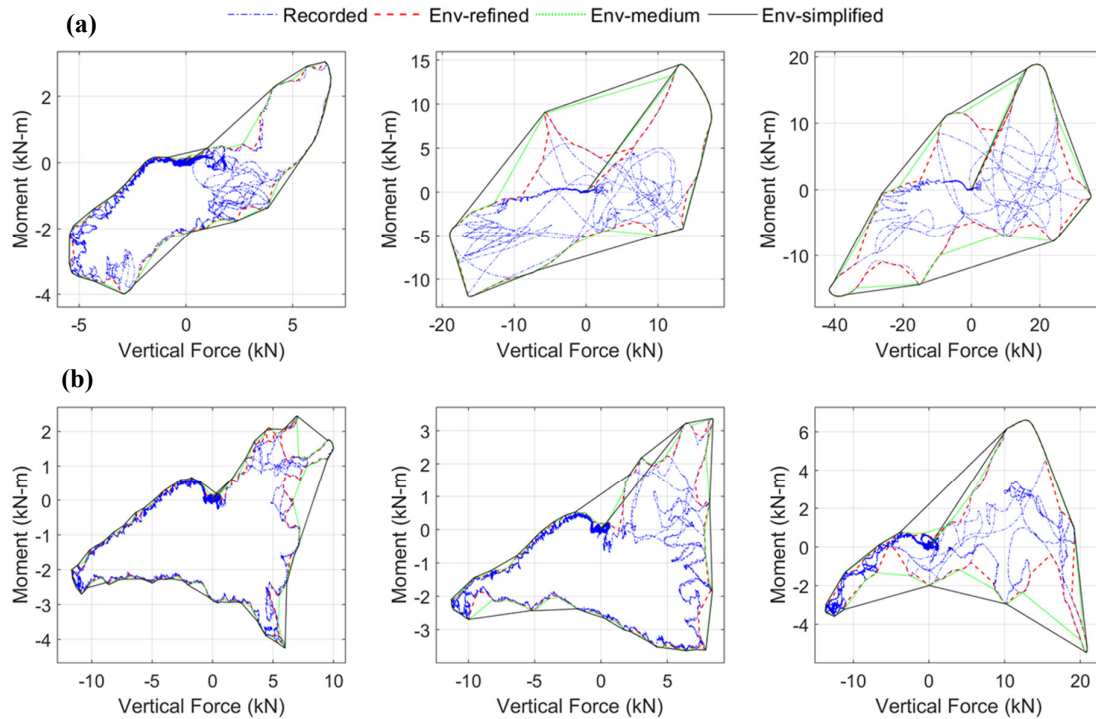 (a)
Recorded Env-refined Env-medium Env-simplified
2
0
-2
-4
Moment (kN-m)
-5 0 5
Vertical Force (kN)
15
10
5
0
-5
-10
Moment (kN-m)
-20 -10 0 10
Vertical Force (kN)
20
10
0
-10
Moment (kN-m)
-40 -20 0 20
Vertical Force (kN)
(b)
2
1
0
-1
-2
-3
-4
Moment (kN-m)
-10 -5 0 5 10
Vertical Force (kN)
3
2
1
0
-1
-2
-3
Moment (kN-m)
-10 -5 0 5
Vertical Force (kN)
6
4
2
0
-2
-4
Moment (kN-m)
-10 0 10 20
Vertical Force (kN)